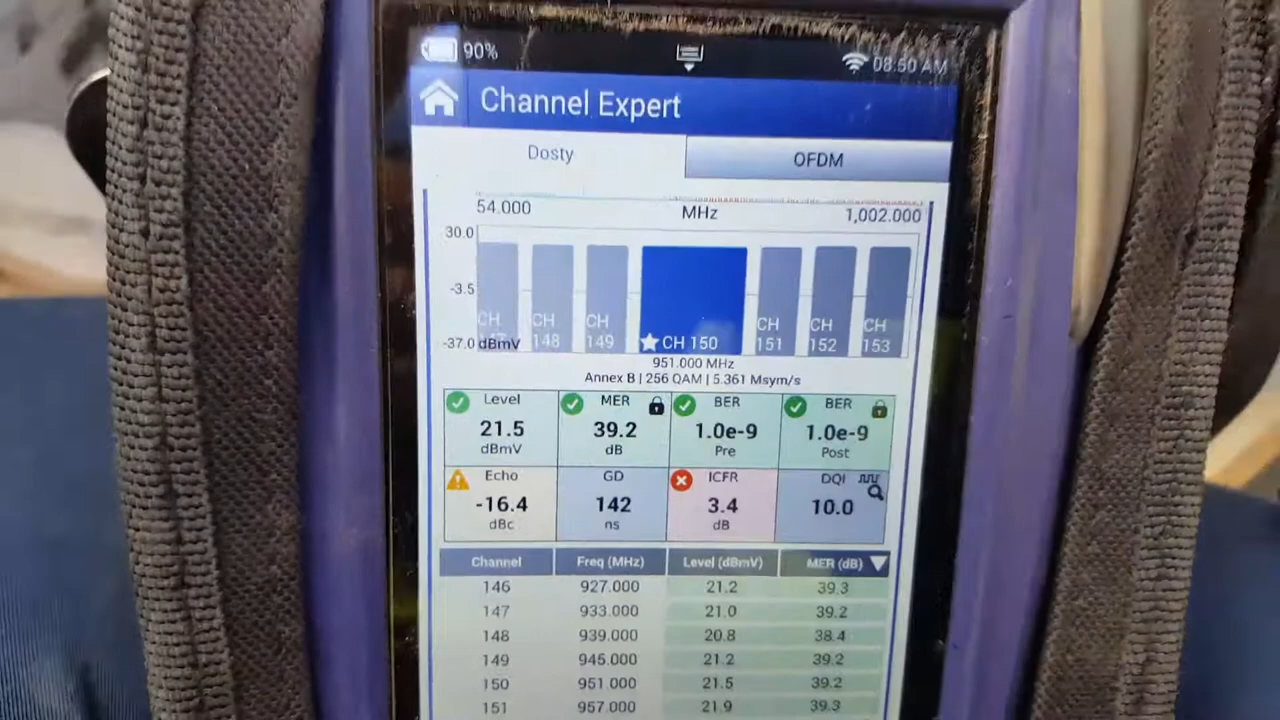 90% 08:50 AM
Channel Expert
Dosty OFDM
54.000 MHz 1,002.000
30.0
-3.5
-37.0 dBmV
CH CH 148 CH 149 CH 150 CH 151 CH 152 CH 153
951.000 MHz
Annex B | 256 QAM | 5.361 Msym/s
Level MER BER BER
21.5 39.2 1.0e-9 1.0e-9
dBmV dB Pre Post
Echo GD ICFR DQI
-16.4 142 3.4 10.0
dBc ns dB
Channel Freq (MHz) Level (dBmV) MER (dB)
146 927.000 21.2 39.3
147 933.000 21.0 39.2
148 939.000 20.8 38.4
149 945.000 21.2 39.2
150 951.000 21.5 39.2
151 957.000 21.9 39.3